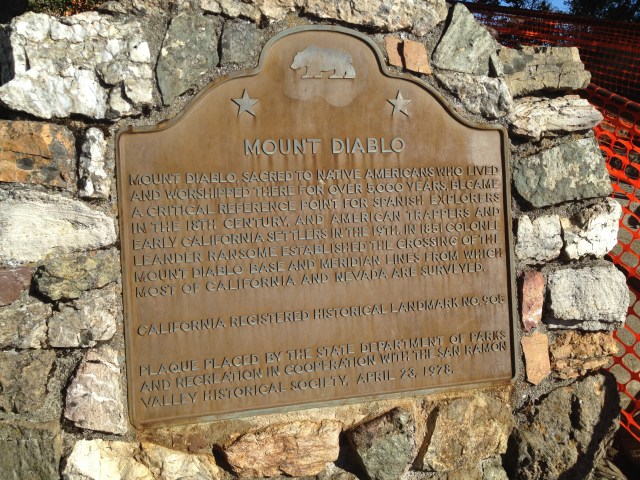 MOUNT DIABLO
MOUNT DIABLO, SACRED TO NATIVE AMERICANS WHO LIVED
AND WORSHIPPED THERE FOR OVER 5,000 YEARS, BECAME
A CRITICAL REFERENCE POINT FOR SPANISH EXPLORERS
IN THE 18TH CENTURY, AND AMERICAN TRAPPERS AND
EARLY CALIFORNIA SETTLERS IN THE 19TH. IN 1851 COLONEL
LEANDER RANSOME ESTABLISHED THE CROSSING OF THE
MOUNT DIABLO BASE AND MERIDIAN LINES FROM WHICH
MOST OF CALIFORNIA AND NEVADA ARE SURVEYED.
CALIFORNIA REGISTERED HISTORICAL LANDMARK NO. 905
PLAQUE PLACED BY THE STATE DEPARTMENT OF PARKS
AND RECREATION IN COOPERATION WITH THE SAN RAMON
VALLEY HISTORICAL SOCIETY, APRIL 23, 1978.